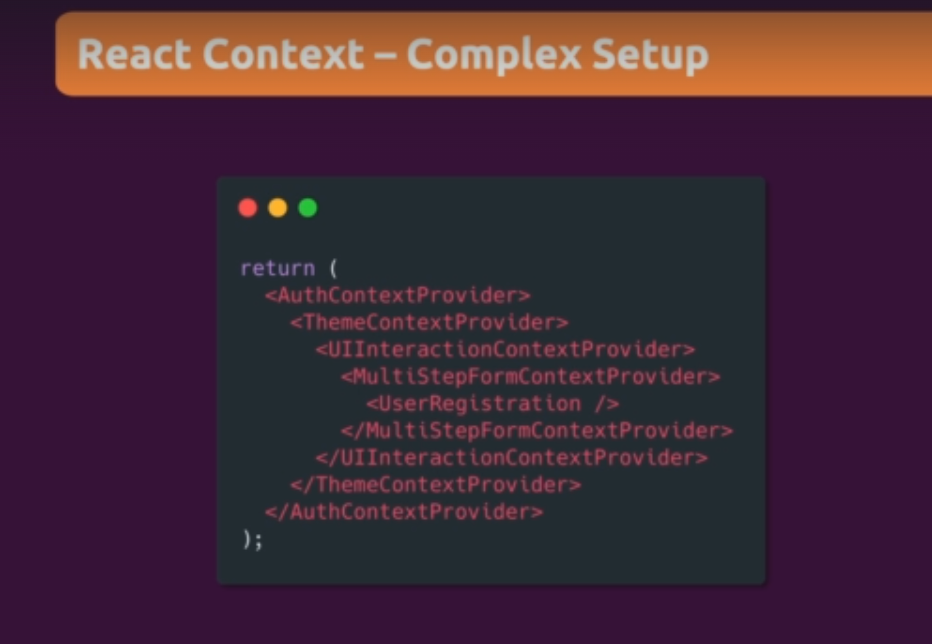 React Context – Complex Setup
return (
  <AuthContextProvider>
    <ThemeContextProvider>
      <UIInteractionContextProvider>
        <MultiStepFormContextProvider>
          <UserRegistration />
        </MultiStepFormContextProvider>
      </UIInteractionContextProvider>
    </ThemeContextProvider>
  </AuthContextProvider>
);